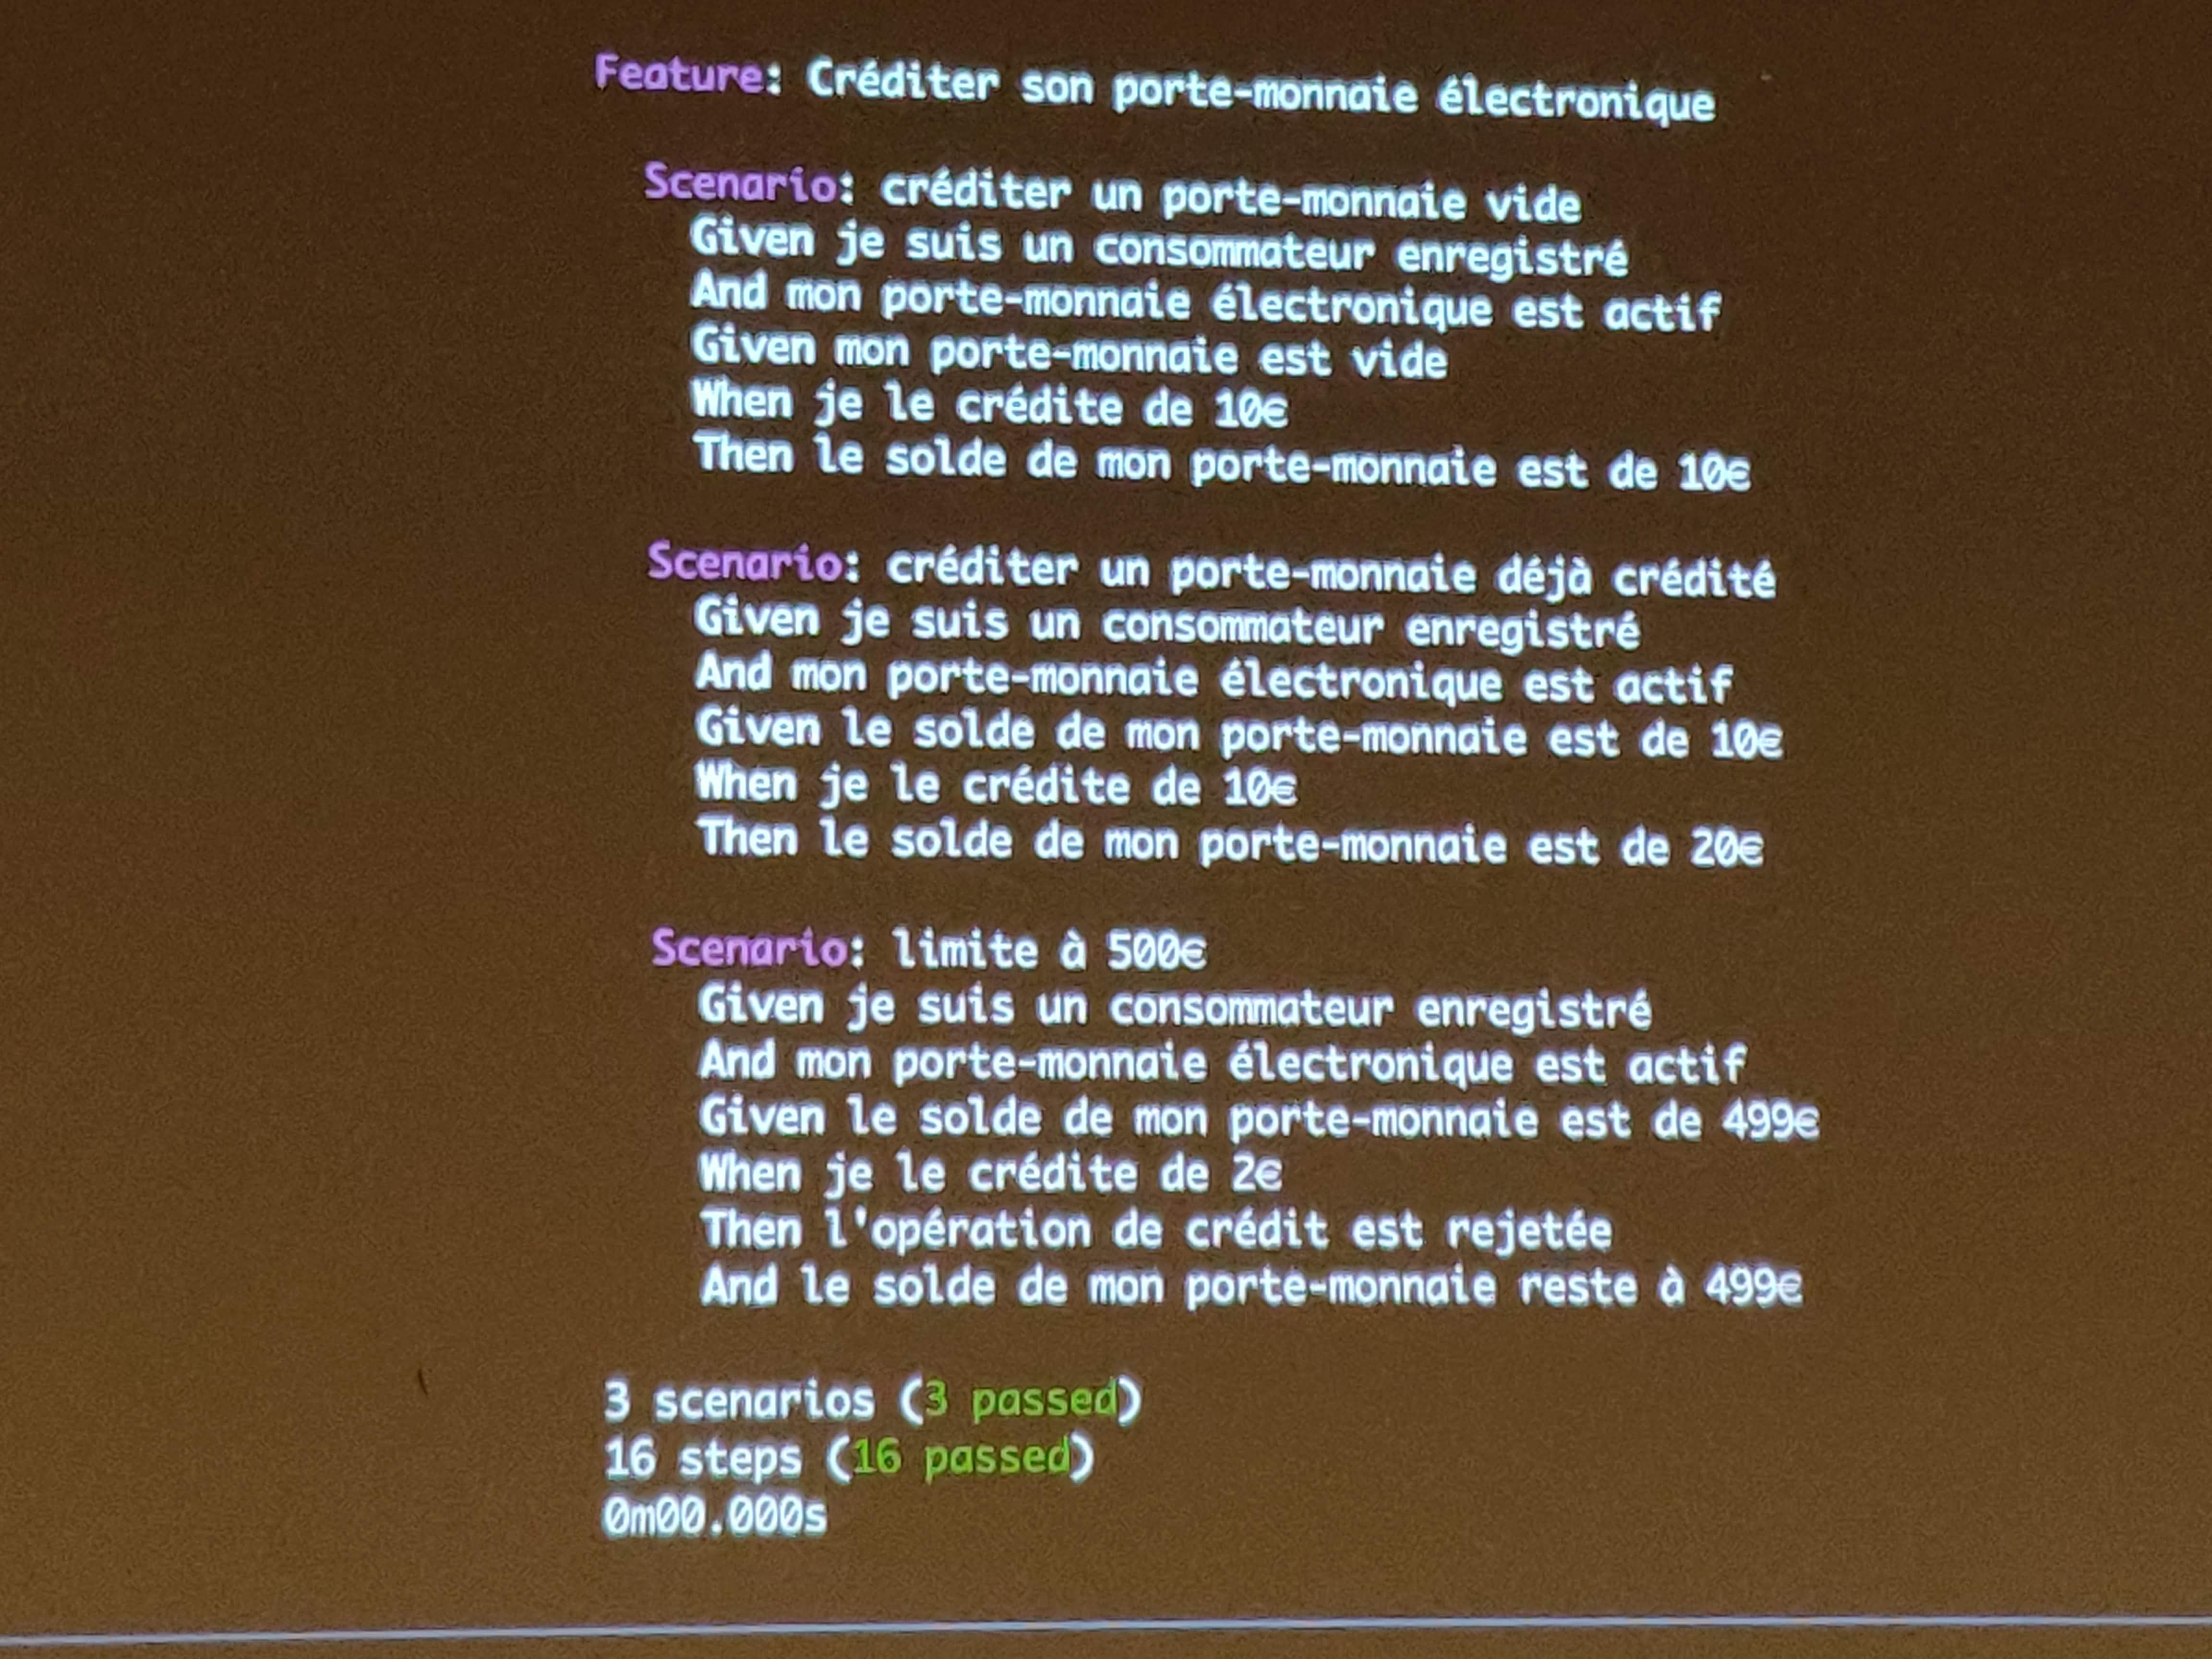 Feature: Créditer son porte-monnaie électronique
Scenario: créditer un porte-monnaie vide
Given je suis un consommateur enregistré
And mon porte-monnaie électronique est actif
Given mon porte-monnaie est vide
When je le crédite de 10€
Then le solde de mon porte-monnaie est de 10€
Scenario: créditer un porte-monnaie déjà crédité
Given je suis un consommateur enregistré
And mon porte-monnaie électronique est actif
Given le solde de mon porte-monnaie est de 10€
When je le crédite de 10€
Then le solde de mon porte-monnaie est de 20€
Scenario: limite à 500€
Given je suis un consommateur enregistré
And mon porte-monnaie électronique est actif
Given le solde de mon porte-monnaie est de 499€
When je le crédite de 2€
Then l'opération de crédit est rejetée
And le solde de mon porte-monnaie reste à 499€
3 scenarios (3 passed)
16 steps (16 passed)
0m00.000s